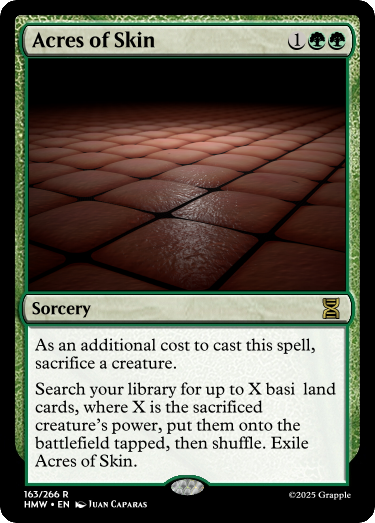 Acres of Skin 1
Sorcery
As an additional cost to cast this spell,
sacrifice a creature.
Search your library for up to X basi land
cards, where X is the sacrificed
creature's power, put them onto the
battlefield tapped, then shuffle. Exile
Acres of Skin.
163/266 R
HMW • EN Juan Caparas
©2025 Grapple